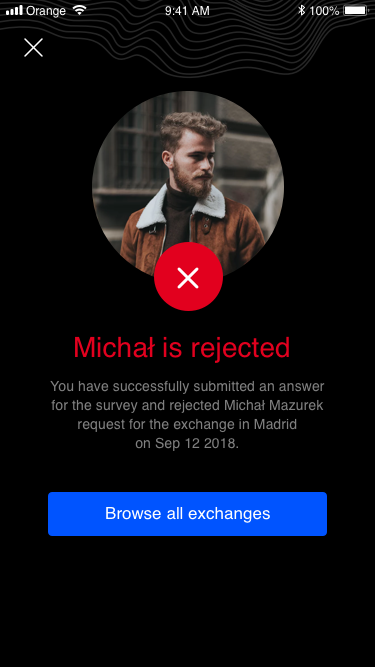 Orange 9:41 AM 100%
Michał is rejected
You have successfully submitted an answer
for the survey and rejected Michał Mazurek
request for the exchange in Madrid
on Sep 12 2018.
Browse all exchanges